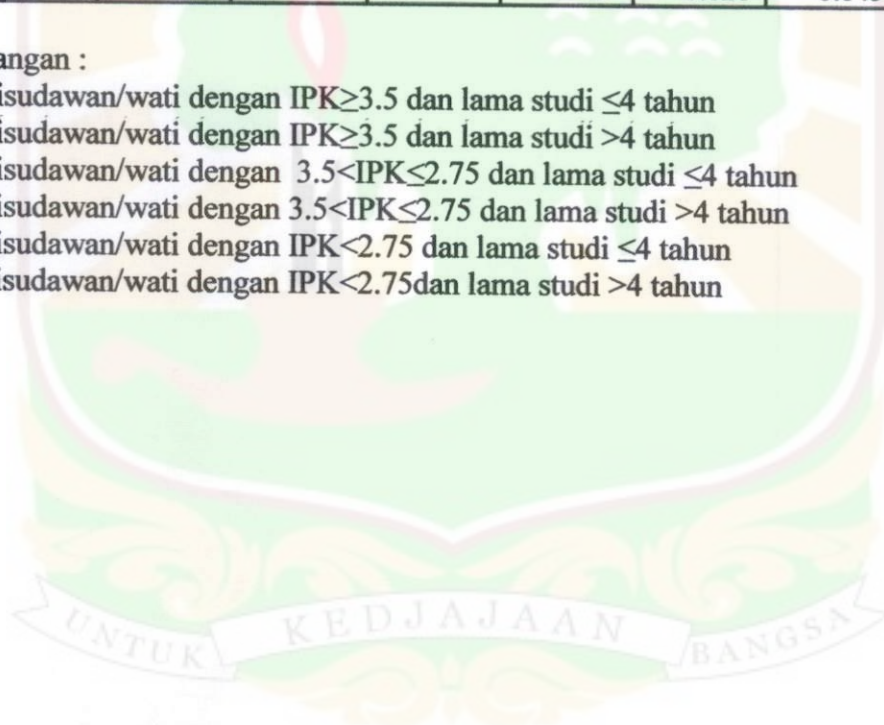 angan :
isudawan/wati dengan IPK≥3.5 dan lama studi ≤4 tahun
isudawan/wati dengan IPK≥3.5 dan lama studi >4 tahun
isudawan/wati dengan 3.5<IPK≤2.75 dan lama studi ≤4 tahun
isudawan/wati dengan 3.5<IPK≤2.75 dan lama studi >4 tahun
isudawan/wati dengan IPK<2.75 dan lama studi ≤4 tahun
isudawan/wati dengan IPK<2.75dan lama studi >4 tahun
UNTUK KEDJAJAAN BANGSA